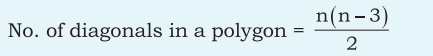 No. of diagonals in a polygon = n(n−3)/2